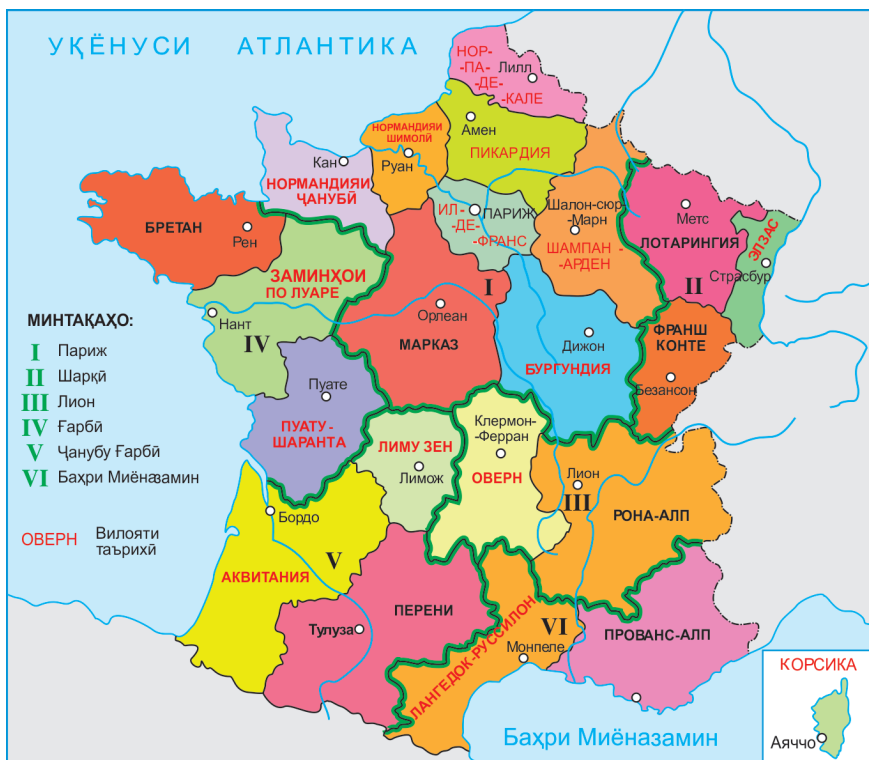 УҚЁНУСИ АТЛАНТИКА
НОР-
-ПА-
-ДЕ-
-КАЛЕ
Лилл
НОРМАНДИЯИ
ШИМОЛӢ
Руан
Амен
ПИКАРДИЯ
Кан
НОРМАНДИЯИ
ҶАНУБӢ
БРЕТАН
Рен
ИЛ-
-ДЕ-
-ФРАНС
ПАРИЖ
Шалон-сюр-
-Марн
ШАМПАН -
-АРДЕН
Метс
ЛОТАРИНГИЯ
II
ЭЛЗАС
Страсбур
ЗАМИНҲОИ
ПО ЛУАРЕ
Нант
IV
I
Орлеан
МАРКАЗ
Дижон
БУРГУНДИЯ
ФРАНШ
КОНТЕ
Безансон
МИНТАҚАҲО:
I Париж
II Шарқӣ
III Лион
IV Ғарбӣ
V Ҷанубу Ғарбӣ
VI Баҳри Миёназамин
ОВЕРН Вилояти
таърихӣ
Пуате
ПУАТУ -
ШАРАНТА
ЛИМУ ЗЕН
Лимож
Клермон-
-Ферран
ОВЕРН
Лион
III
РОНА-АЛП
Бордо
V
АКВИТАНИЯ
ПЕРЕНИ
Тулуза
ЛАНГЕДОК-РУССИЛОН
VI
Монпеле
ПРОВАНС-АЛП
Баҳри Миёназамин
КОРСИКА
Аяччо